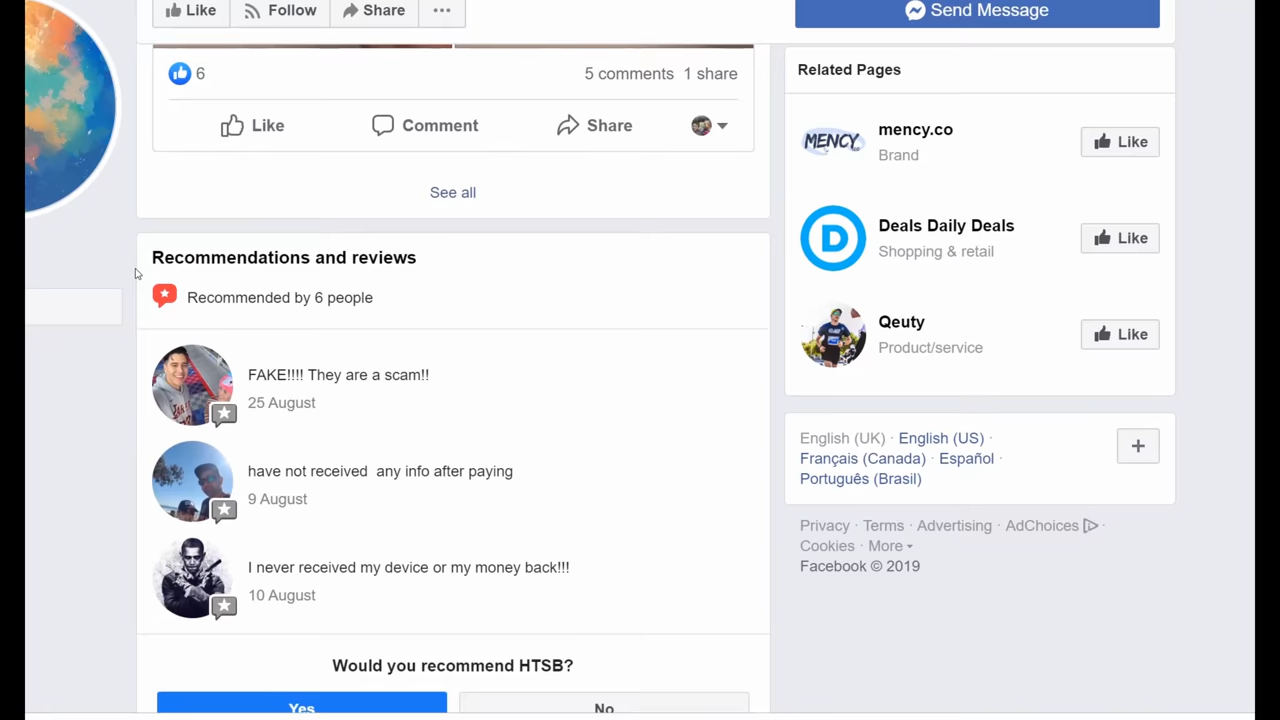 Like
Follow
Share
Send Message
6
5 comments 1 share
Like
Comment
Share
See all
Recommendations and reviews
Recommended by 6 people
FAKE!!!! They are a scam!!
25 August
have not received  any info after paying
9 August
I never received my device or my money back!!!
10 August
Would you recommend HTSB?
Yes
No
Related Pages
MENCY.
mency.co
Brand
Like
D
Deals Daily Deals
Shopping & retail
Like
Qeuty
Product/service
Like
English (UK) · English (US) ·
Français (Canada) · Español ·
Português (Brasil)
Privacy · Terms · Advertising · AdChoices ·
Cookies · More
Facebook © 2019